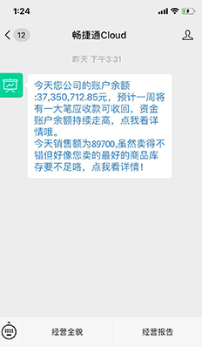 1:24
12
畅捷通Cloud
昨天 下午3:31
今天您公司的账户余额
:37,350,712.85元，预计一周将
有一大笔应收款可收回，资金
账户余额持续走高，点我看详
情哦。
今天销售额为89700,虽然卖得不
错但好像您卖的最好的商品库
存要不足咯，点我看详情！
经营全貌
经营报告